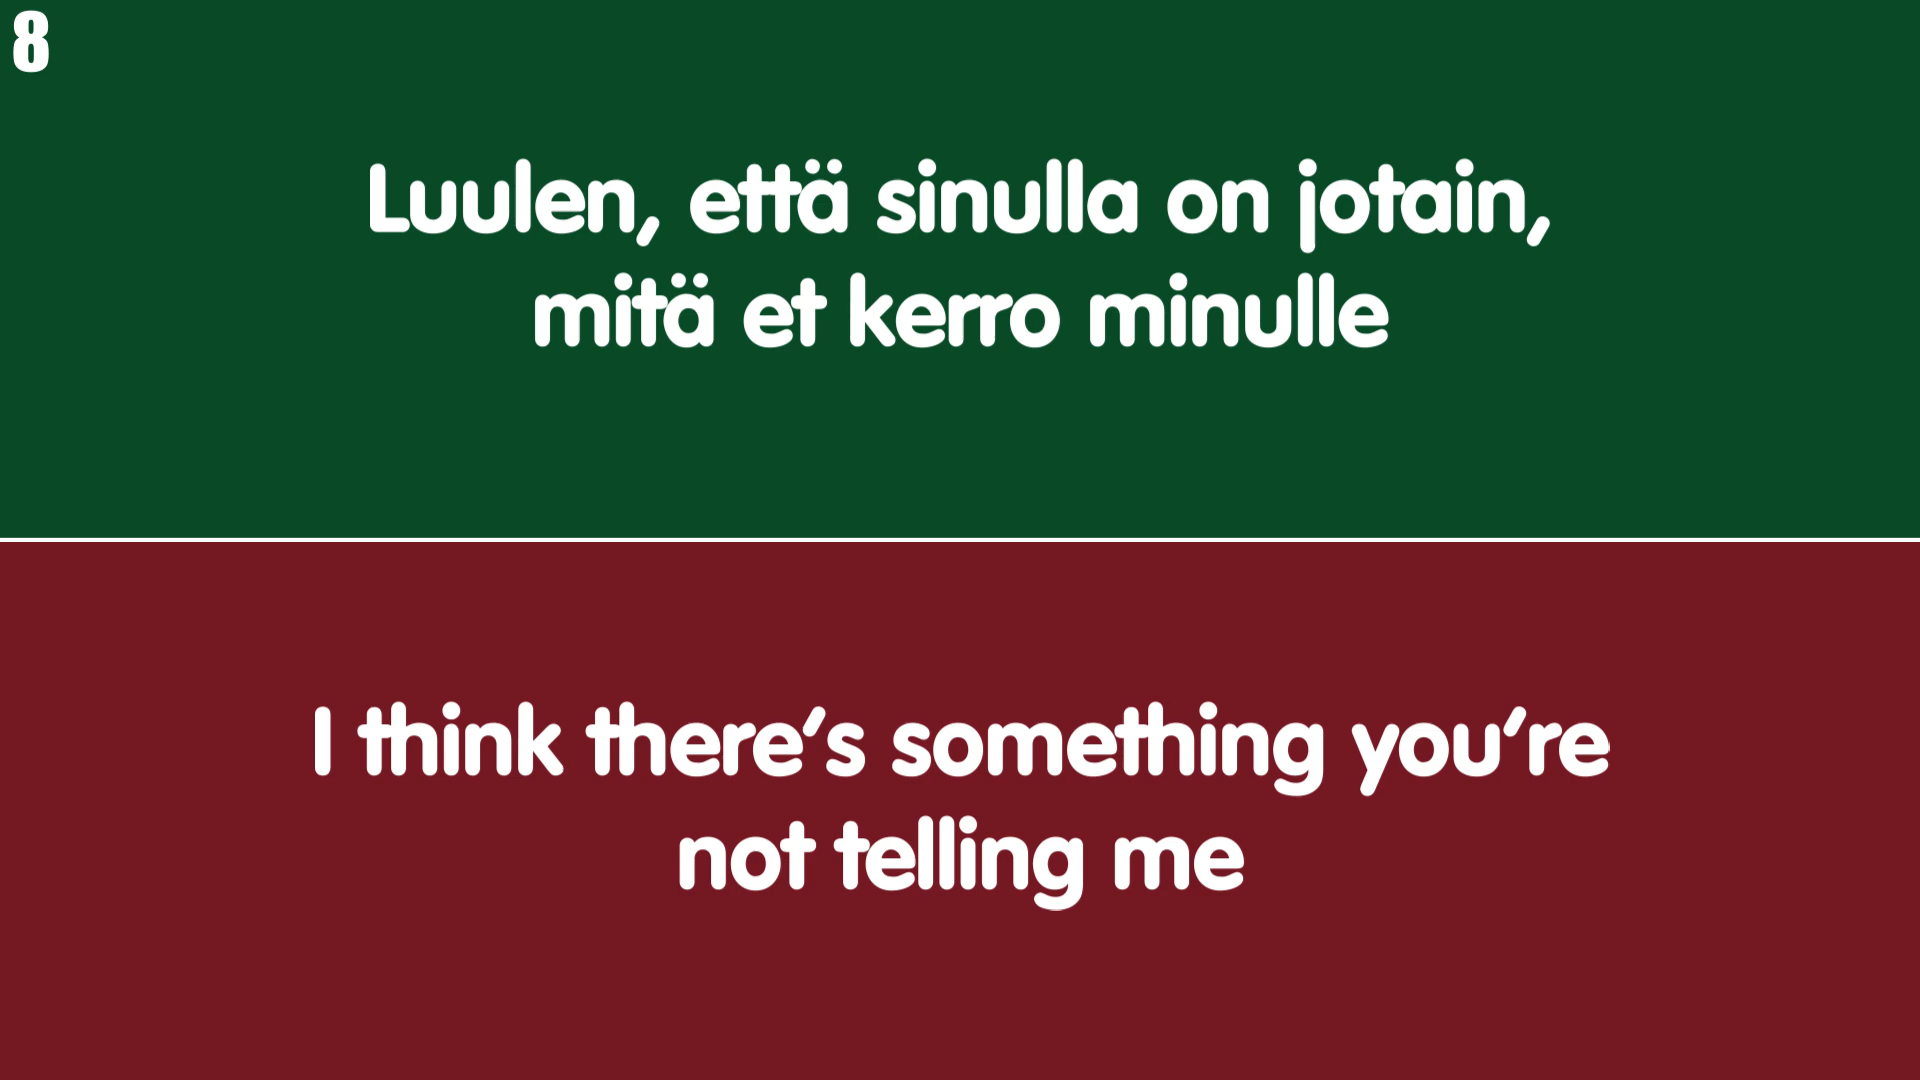 8
Luulen, että sinulla on jotain,
mitä et kerro minulle
I think there's something you're
not telling me